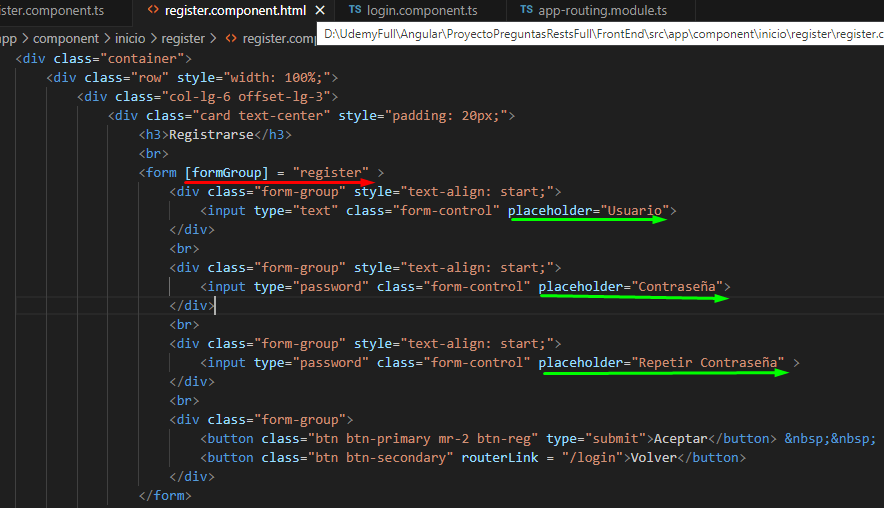 ister.component.ts <> register.component.html × TS login.component.ts TS app-routing.module.ts
D:\UdemyFull\Angular\ProyectoPreguntasRestsFull\FrontEnd\src\app\component\inicio\register\register.c
app > component > inicio > register > <> register.comp
<div class="container">
<div class="row" style="width: 100%;">
<div class="col-lg-6 offset-lg-3">
<div class="card text-center" style="padding: 20px;">
<h3>Registrarse</h3>
<br>
<form [formGroup] = "register" >
<div class="form-group" style="text-align: start;">
<input type="text" class="form-control" placeholder="Usuario">
</div>
<br>
<div class="form-group" style="text-align: start;">
<input type="password" class="form-control" placeholder="Contraseña">
</div>
<br>
<div class="form-group" style="text-align: start;">
<input type="password" class="form-control" placeholder="Repetir Contraseña" >
</div>
<br>
<div class="form-group">
<button class="btn btn-primary mr-2 btn-reg" type="submit">Aceptar</button> &nbsp;&nbsp;
<button class="btn btn-secondary" routerLink = "/login">Volver</button>
</div>
</form>